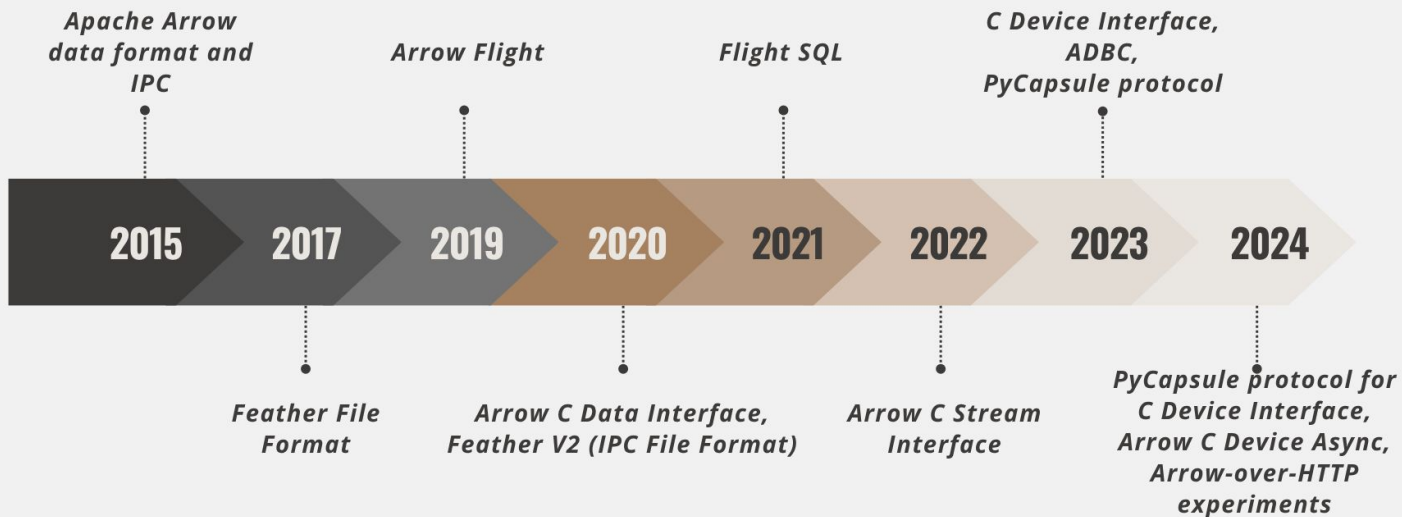 Apache Arrow
data format and
IPC
Arrow Flight
Flight SQL
C Device Interface,
ADBC,
PyCapsule protocol
2015
2017
2019
2020
2021
2022
2023
2024
Feather File
Format
Arrow C Data Interface,
Feather V2 (IPC File Format)
Arrow C Stream
Interface
PyCapsule protocol for
C Device Interface,
Arrow C Device Async,
Arrow-over-HTTP
experiments